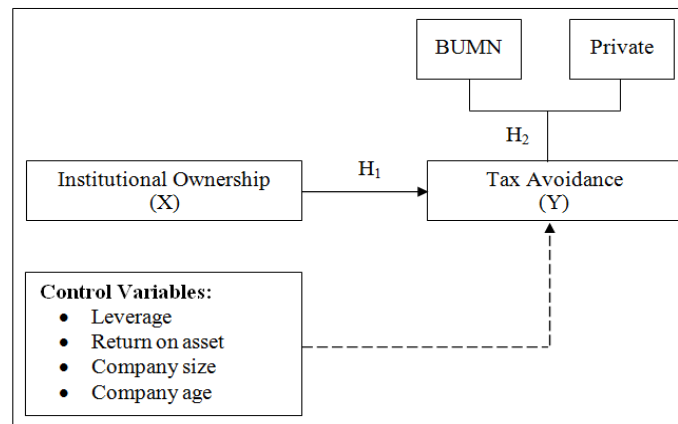 BUMN
Private
H₂
H₁
Institutional Ownership
(X)
Tax Avoidance
(Y)
Control Variables:
• Leverage
• Return on asset
• Company size
• Company age